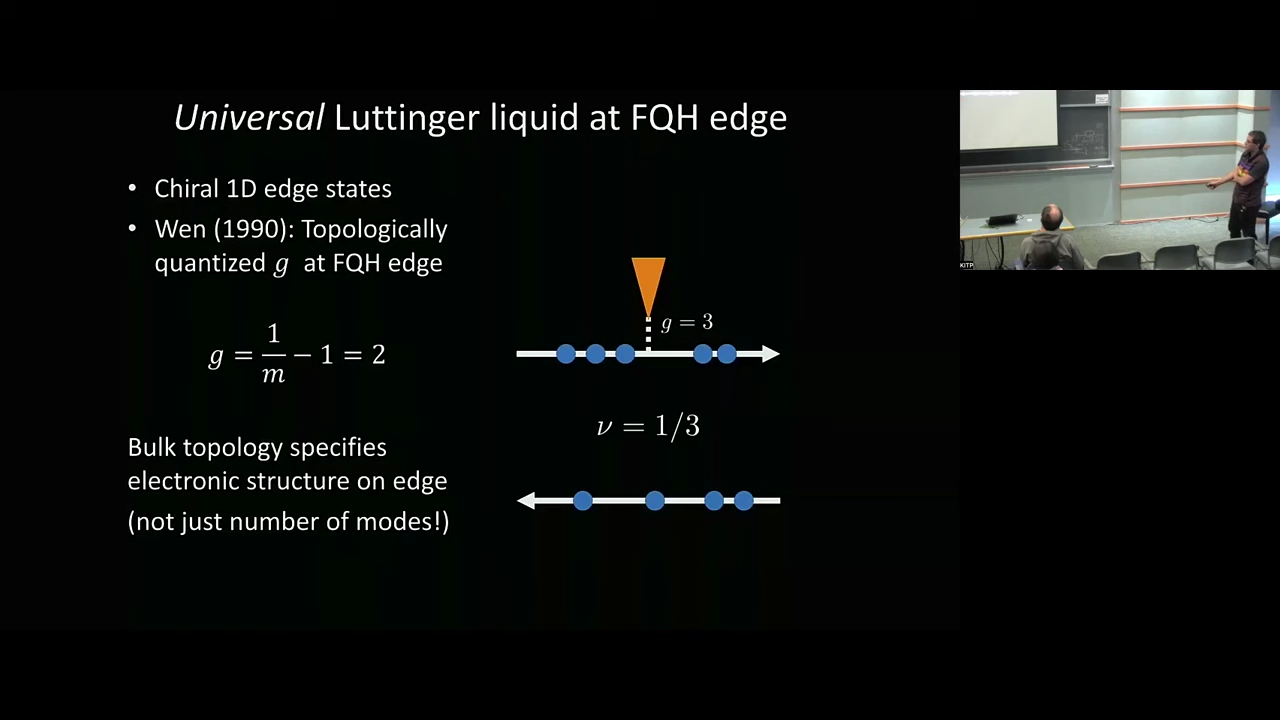 Universal Luttinger liquid at FQH edge
• Chiral 1D edge states
• Wen (1990): Topologically
quantized g at FQH edge
g = 1/m − 1 = 2
Bulk topology specifies
electronic structure on edge
(not just number of modes!)
g = 3
ν = 1/3
KITP